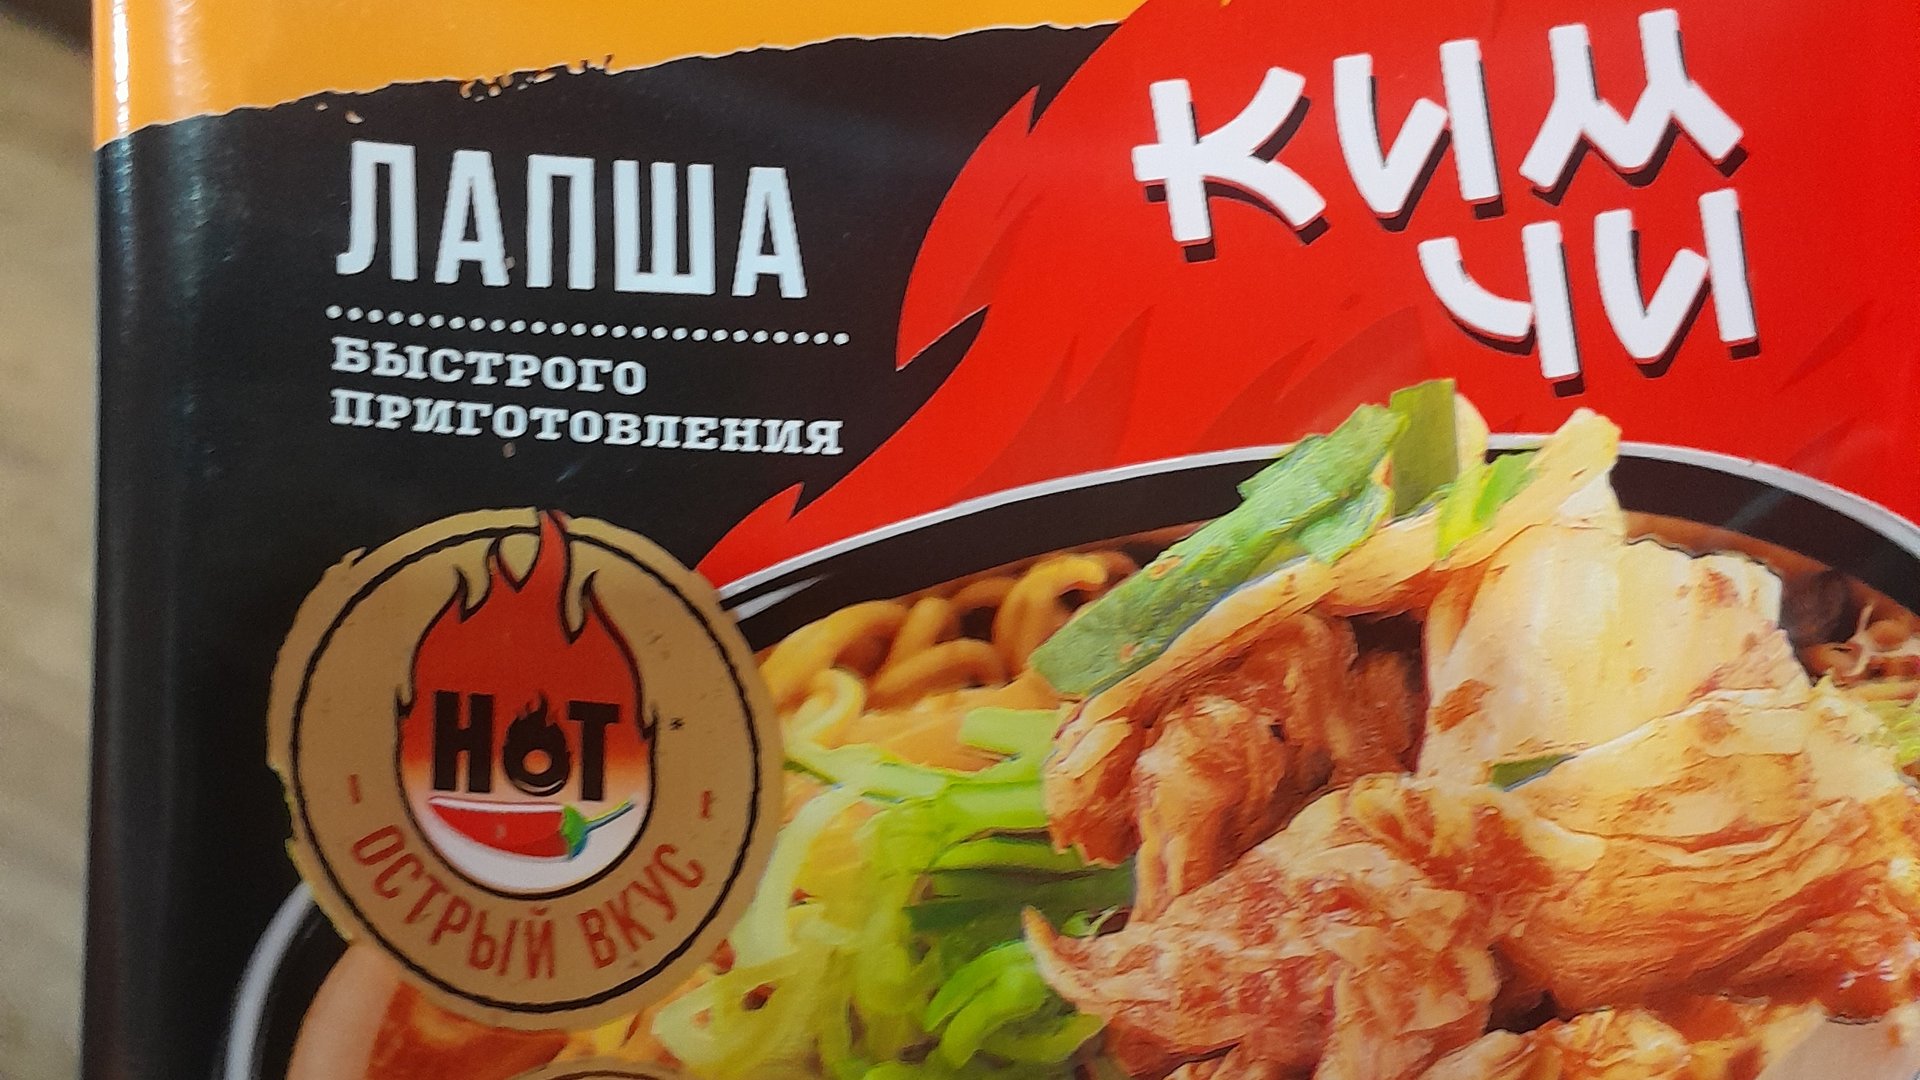 ЛАПША
БЫСТРОГО
ПРИГОТОВЛЕНИЯ
КИМ
ЧИ
HOT*
ОСТРЫЙ ВКУС